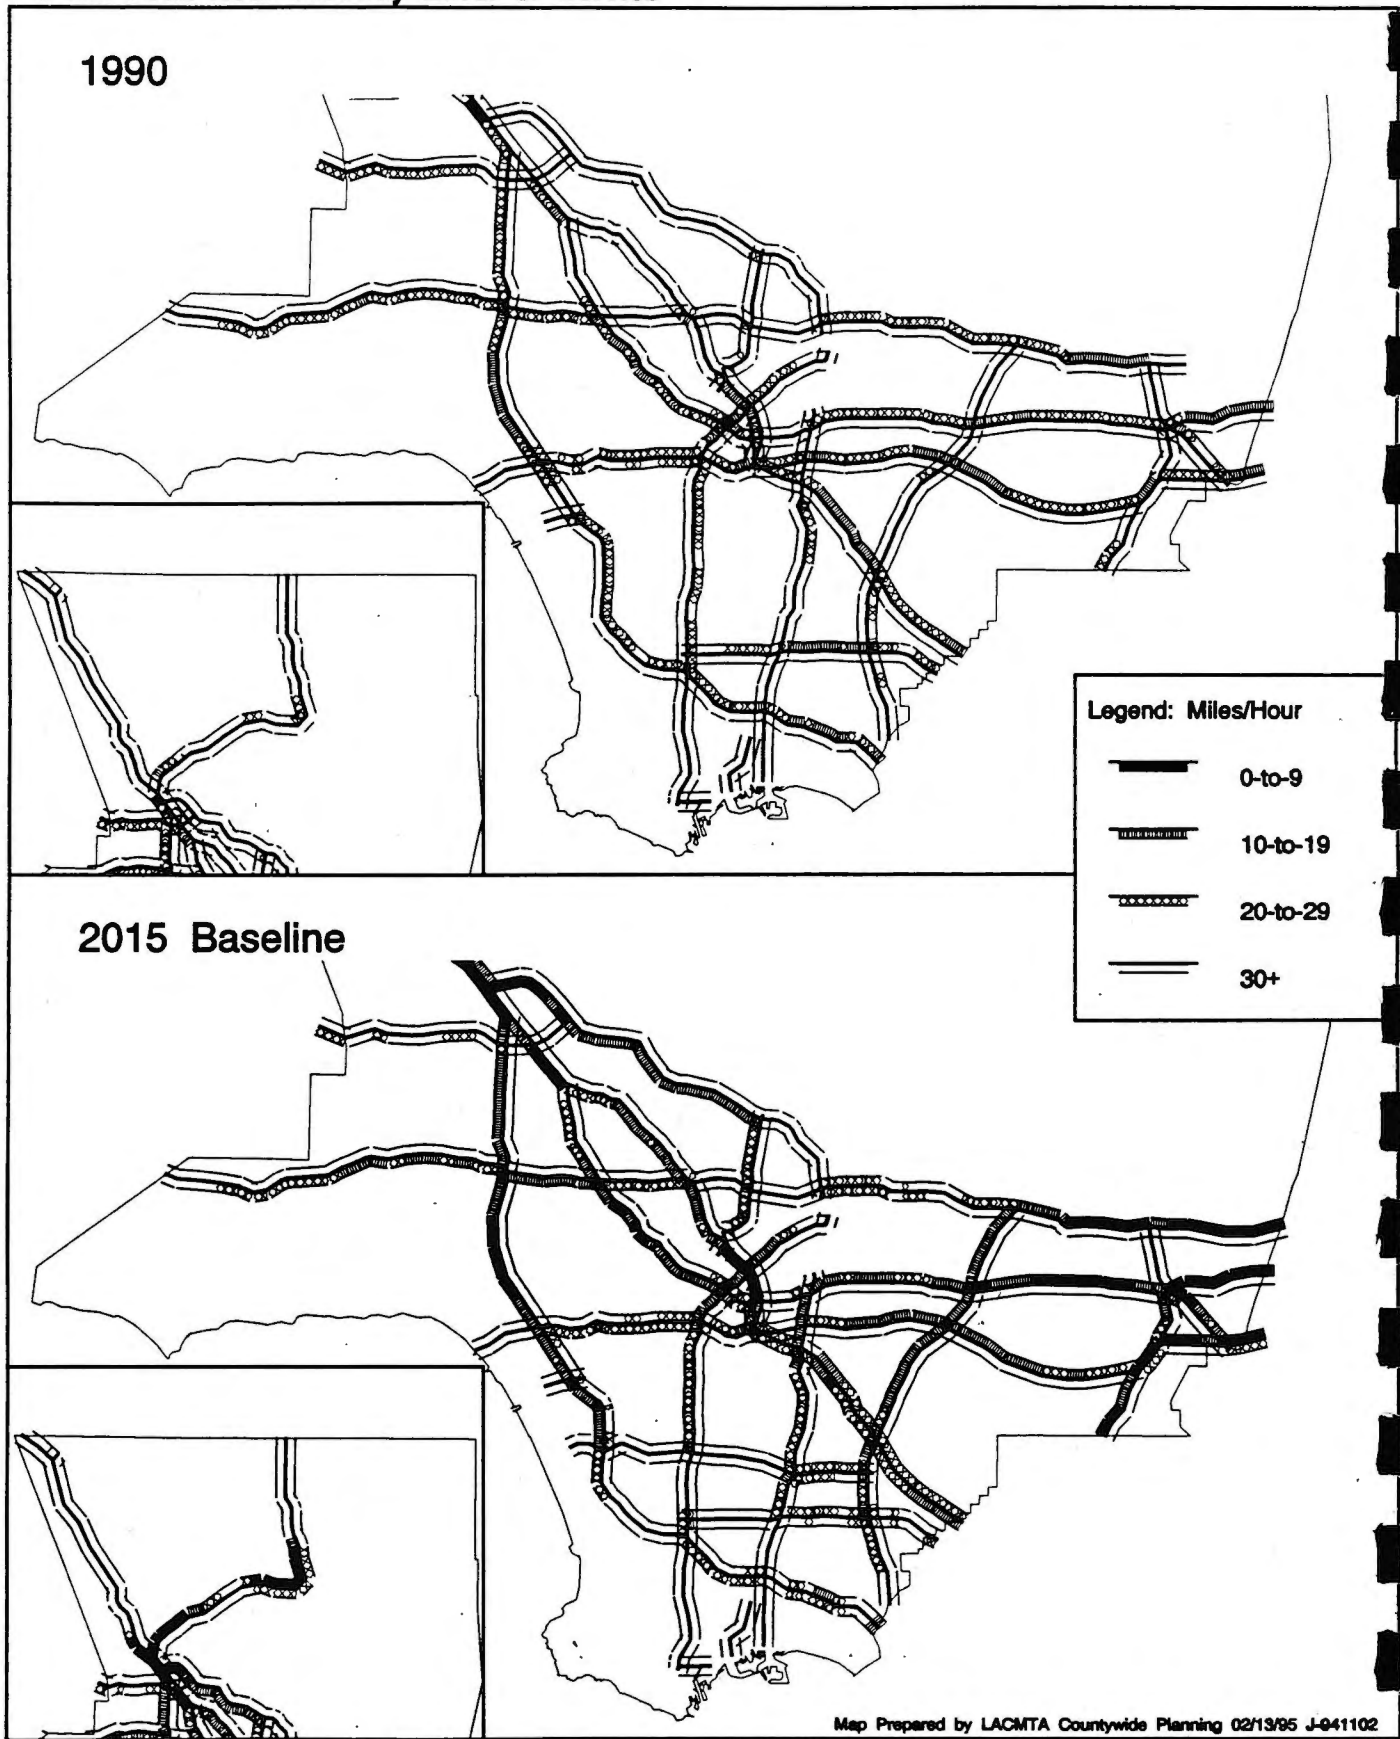 1990
Legend: Miles/Hour
0-to-9
10-to-19
20-to-29
30+
2015 Baseline
Map Prepared by LACMTA Countywide Planning 02/13/95 J-941102